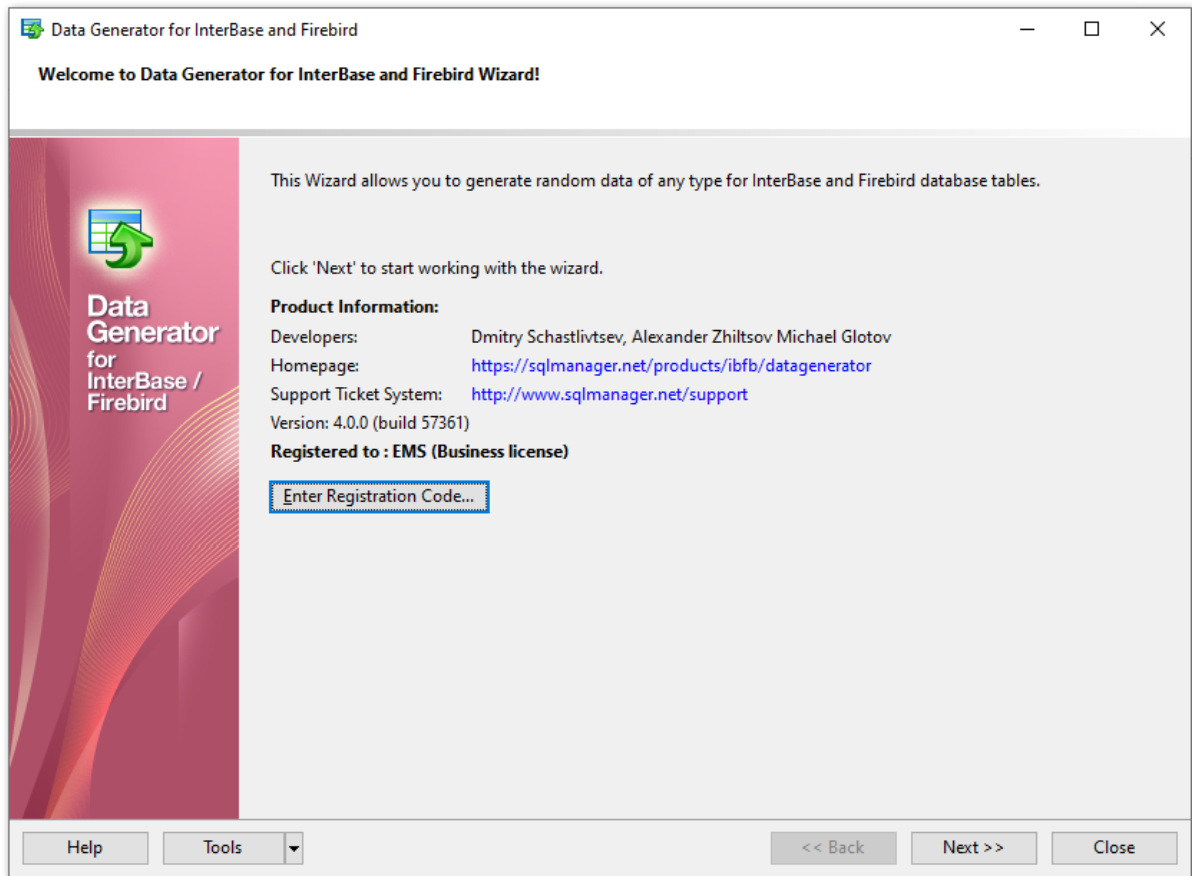 Data Generator for InterBase and Firebird
Welcome to Data Generator for InterBase and Firebird Wizard!
This Wizard allows you to generate random data of any type for InterBase and Firebird database tables.
Click 'Next' to start working with the wizard.
Data
Generator
for
InterBase /
Firebird
Product Information:
Developers: Dmitry Schastlivtsev, Alexander Zhiltsov Michael Glotov
Homepage: https://sqlmanager.net/products/ibfb/datagenerator
Support Ticket System: http://www.sqlmanager.net/support
Version: 4.0.0 (build 57361)
Registered to : EMS (Business license)
Enter Registration Code...
Help Tools << Back Next >> Close